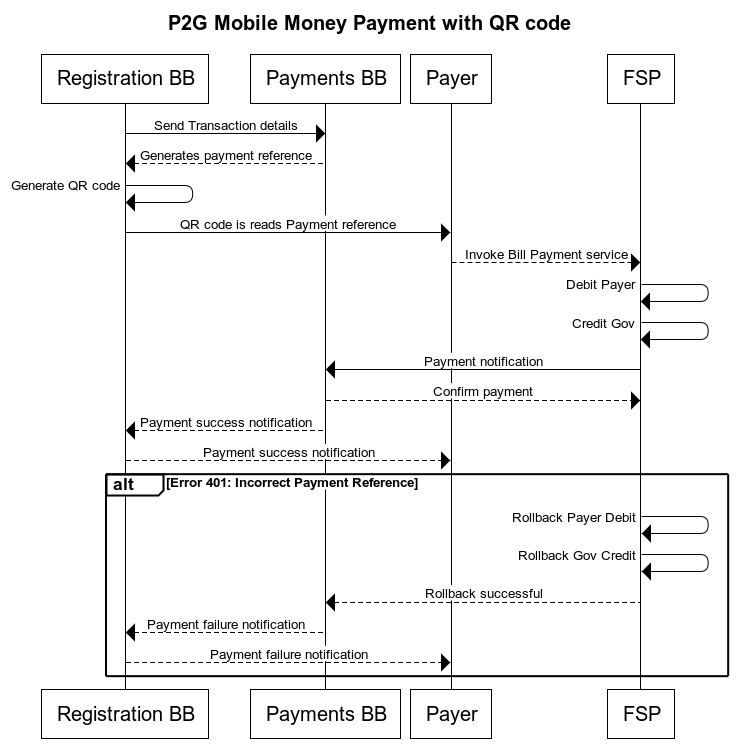 P2G Mobile Money Payment with QR code
Registration BB
Payments BB
Payer
FSP
Send Transaction details
Generates payment reference
Generate QR code
QR code is reads Payment reference
Invoke Bill Payment service
Debit Payer
Credit Gov
Payment notification
Confirm payment
Payment success notification
Payment success notification
alt [Error 401: Incorrect Payment Reference]
Rollback Payer Debit
Rollback Gov Credit
Rollback successful
Payment failure notification
Payment failure notification
Registration BB
Payments BB
Payer
FSP